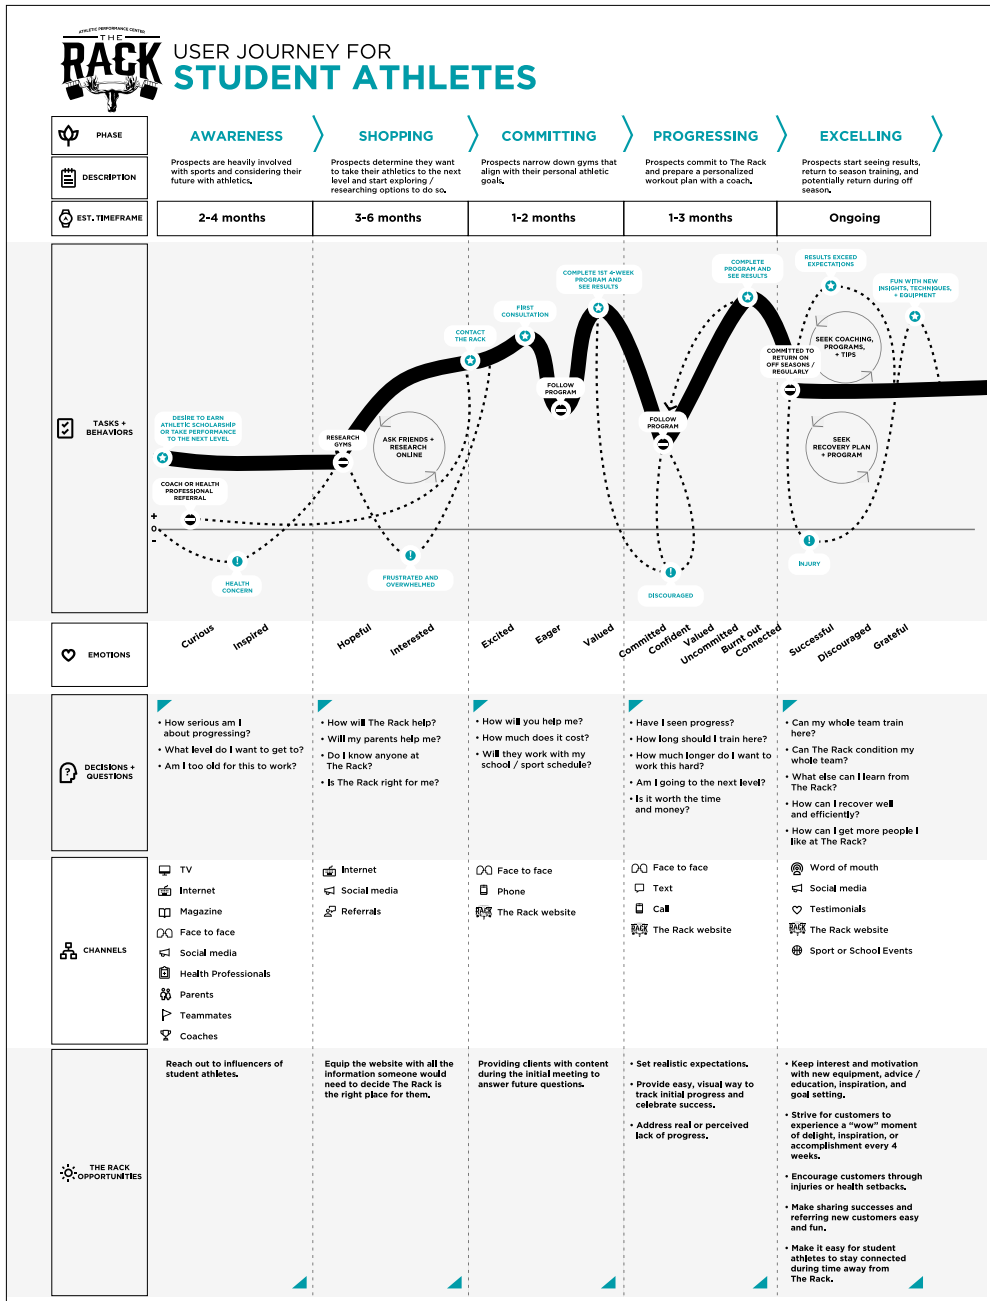 ATHLETIC PERFORMANCE CENTER
THE
RACK
USER JOURNEY FOR
STUDENT ATHLETES
PHASE
AWARENESS
SHOPPING
COMMITTING
PROGRESSING
EXCELLING
DESCRIPTION
Prospects are heavily involved
with sports and considering their
future with athletics.
Prospects determine they want
to take their athletics to the next
level and start exploring /
researching options to do so.
Prospects narrow down gyms that
align with their personal athletic
goals.
Prospects commit to The Rack
and prepare a personalized
workout plan with a coach.
Prospects start seeing results,
return to season training, and
potentially return during off
season.
EST. TIMEFRAME
2-4 months
3-6 months
1-2 months
1-3 months
Ongoing
TASKS +
BEHAVIORS
+
0
–
DESIRE TO EARN
ATHLETIC SCHOLARSHIP
OR TAKE PERFORMANCE
TO THE NEXT LEVEL
COACH OR HEALTH
PROFESSIONAL
REFERRAL
HEALTH
CONCERN
RESEARCH
GYMS
ASK FRIENDS +
RESEARCH
ONLINE
FRUSTRATED AND
OVERWHELMED
CONTACT
THE RACK
FIRST
CONSULTATION
FOLLOW
PROGRAM
COMPLETE 1ST 4-WEEK
PROGRAM AND
SEE RESULTS
FOLLOW
PROGRAM
DISCOURAGED
COMPLETE
PROGRAM AND
SEE RESULTS
COMMITTED TO
RETURN ON
OFF SEASONS /
REGULARLY
RESULTS EXCEED
EXPECTATIONS
SEEK COACHING,
PROGRAMS,
+ TIPS
SEEK
RECOVERY PLAN
+ PROGRAM
INJURY
FUN WITH NEW
INSIGHTS, TECHNIQUES,
+ EQUIPMENT
EMOTIONS
Curious
Inspired
Hopeful
Interested
Excited
Eager
Valued
Committed
Confident
Valued
Uncommitted
Burnt out
Connected
Successful
Discouraged
Grateful
DECISIONS +
QUESTIONS
• How serious am I
about progressing?
• What level do I want to get to?
• Am I too old for this to work?
• How will The Rack help?
• Will my parents help me?
• Do I know anyone at
The Rack?
• Is The Rack right for me?
• How will you help me?
• How much does it cost?
• Will they work with my
school / sport schedule?
• Have I seen progress?
• How long should I train here?
• How much longer do I want to
work this hard?
• Am I going to the next level?
• Is it worth the time
and money?
• Can my whole team train
here?
• Can The Rack condition my
whole team?
• What else can I learn from
The Rack?
• How can I recover well
and efficiently?
• How can I get more people I
like at The Rack?
CHANNELS
TV
Internet
Magazine
Face to face
Social media
Health Professionals
Parents
Teammates
Coaches
Internet
Social media
Referrals
Face to face
Phone
The Rack website
Face to face
Text
Call
The Rack website
Word of mouth
Social media
Testimonials
The Rack website
Sport or School Events
THE RACK
OPPORTUNITIES
Reach out to influencers of
student athletes.
Equip the website with all the
information someone would
need to decide The Rack is
the right place for them.
Providing clients with content
during the initial meeting to
answer future questions.
• Set realistic expectations.
• Provide easy, visual way to
track initial progress and
celebrate success.
• Address real or perceived
lack of progress.
• Keep interest and motivation
with new equipment, advice /
education, inspiration, and
goal setting.
• Strive for customers to
experience a “wow” moment
of delight, inspiration, or
accomplishment every 4
weeks.
• Encourage customers through
injuries or health setbacks.
• Make sharing successes and
referring new customers easy
and fun.
• Make it easy for student
athletes to stay connected
during time away from
The Rack.